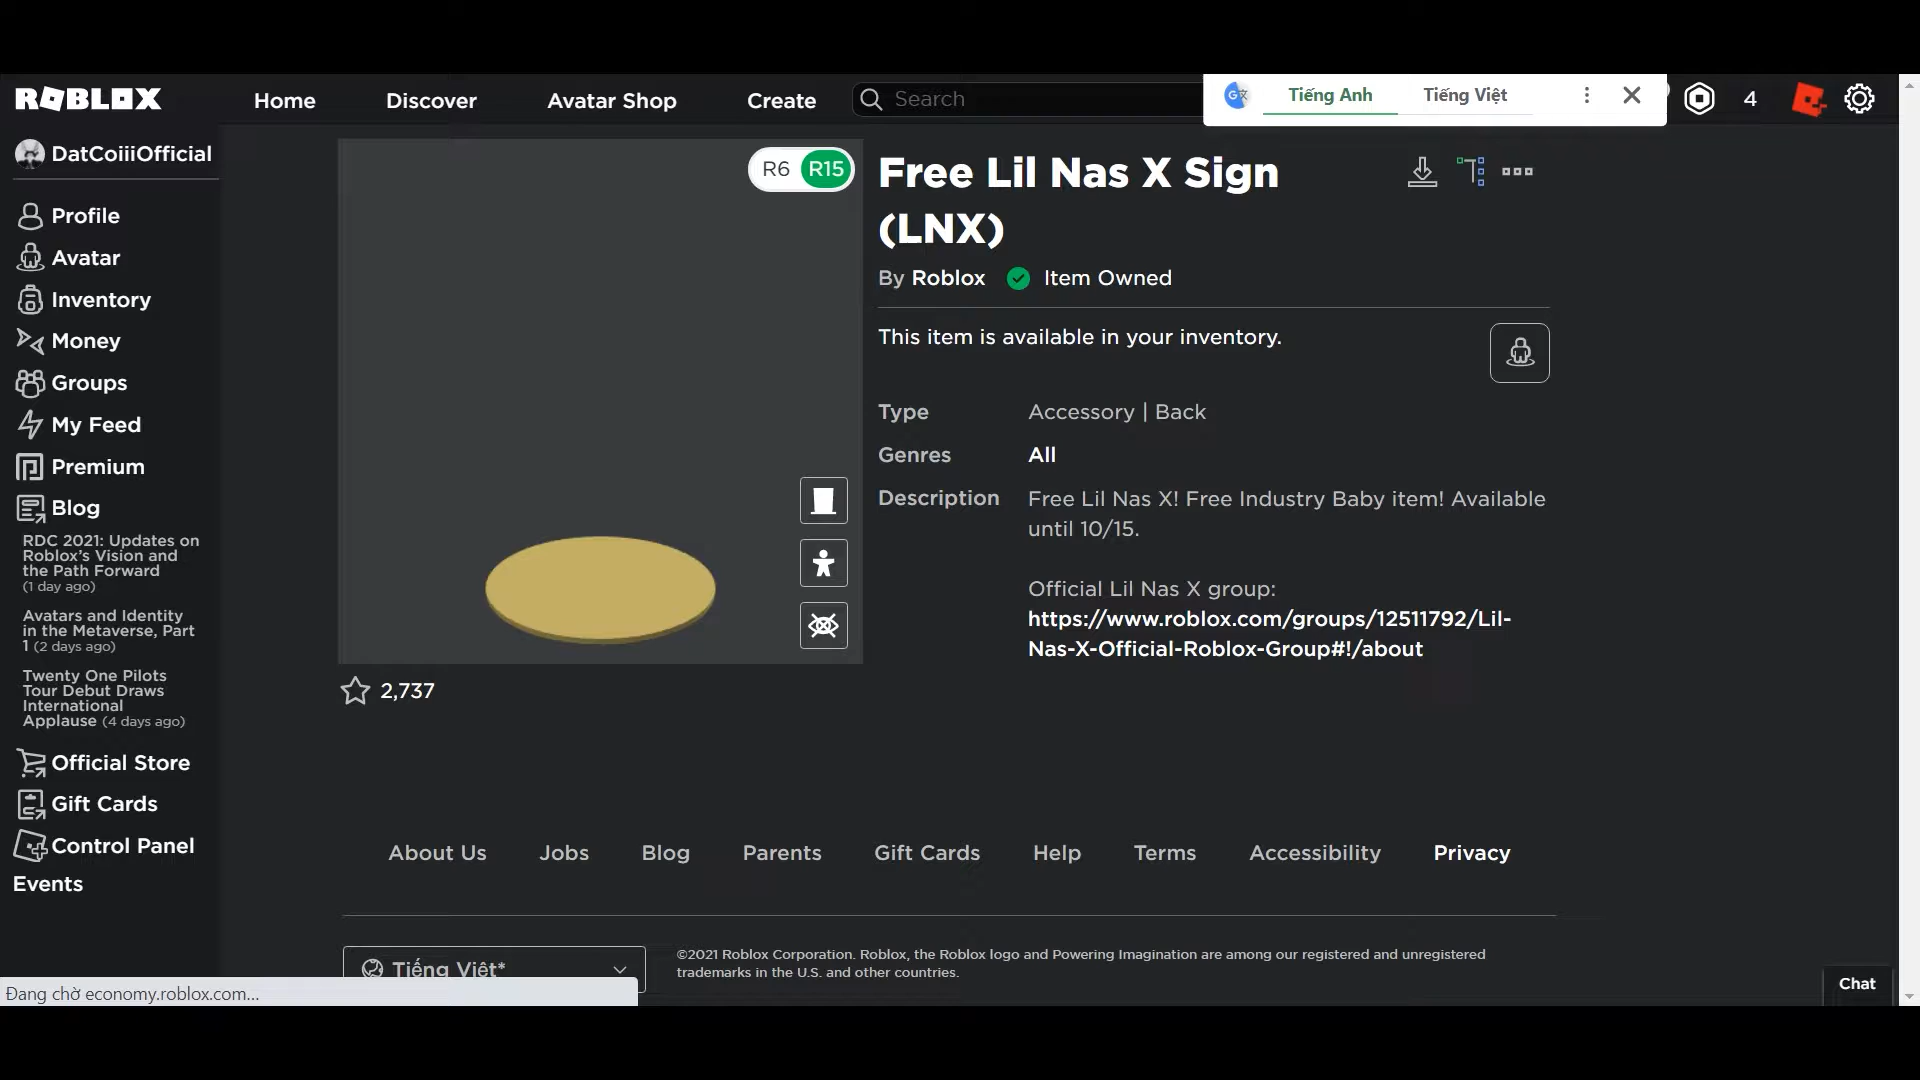 ROBLOX
Home
Discover
Avatar Shop
Create
Search
Tiếng Anh
Tiếng Việt
4
DatCoiiiOfficial
Profile
Avatar
Inventory
Money
Groups
My Feed
Premium
Blog
RDC 2021: Updates on
Roblox's Vision and
the Path Forward
(1 day ago)
Avatars and Identity
in the Metaverse, Part
1 (2 days ago)
Twenty One Pilots
Tour Debut Draws
International
Applause (4 days ago)
Official Store
Gift Cards
Control Panel
Events
R6 R15
2,737
Free Lil Nas X Sign
(LNX)
By Roblox Item Owned
This item is available in your inventory.
Type Accessory | Back
Genres All
Description Free Lil Nas X! Free Industry Baby item! Available
until 10/15.
Official Lil Nas X group:
https://www.roblox.com/groups/12511792/Lil-
Nas-X-Official-Roblox-Group#!/about
About Us
Jobs
Blog
Parents
Gift Cards
Help
Terms
Accessibility
Privacy
Tiếng Việt*
©2021 Roblox Corporation. Roblox, the Roblox logo and Powering Imagination are among our registered and unregistered
trademarks in the U.S. and other countries.
Chat
Đang chờ economy.roblox.com...